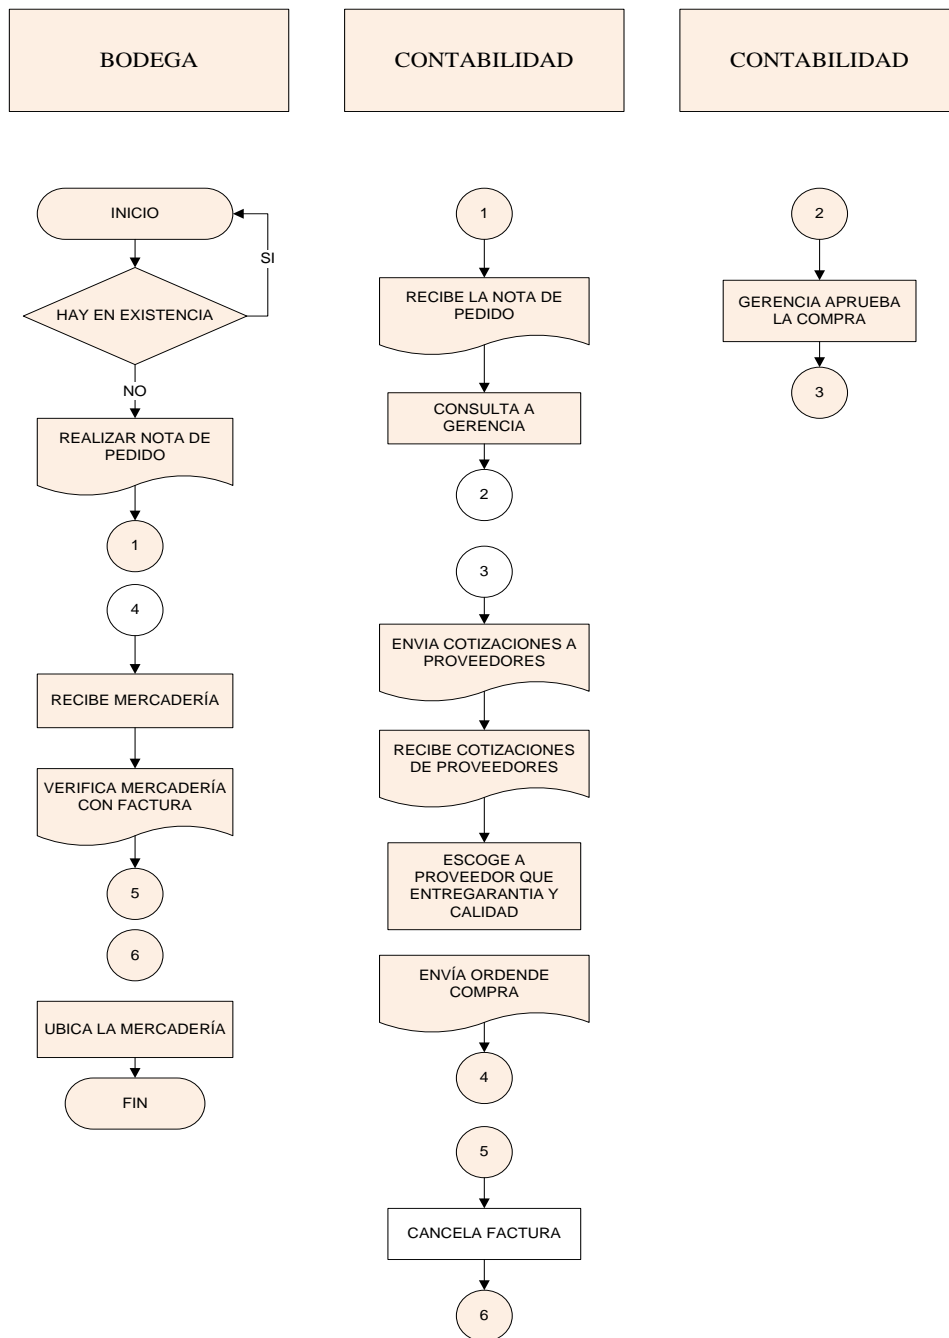 BODEGA
CONTABILIDAD
CONTABILIDAD
INICIO
SI
HAY EN EXISTENCIA
NO
REALIZAR NOTA DE
PEDIDO
1
4
RECIBE MERCADERÍA
VERIFICA MERCADERÍA
CON FACTURA
5
6
UBICA LA MERCADERÍA
FIN
1
RECIBE LA NOTA DE
PEDIDO
CONSULTA A
GERENCIA
2
3
ENVIA COTIZACIONES A
PROVEEDORES
RECIBE COTIZACIONES
DE PROVEEDORES
ESCOGE A
PROVEEDOR QUE
ENTREGARANTIA Y
CALIDAD
ENVÍA ORDENDE
COMPRA
4
5
CANCELA FACTURA
6
2
GERENCIA APRUEBA
LA COMPRA
3